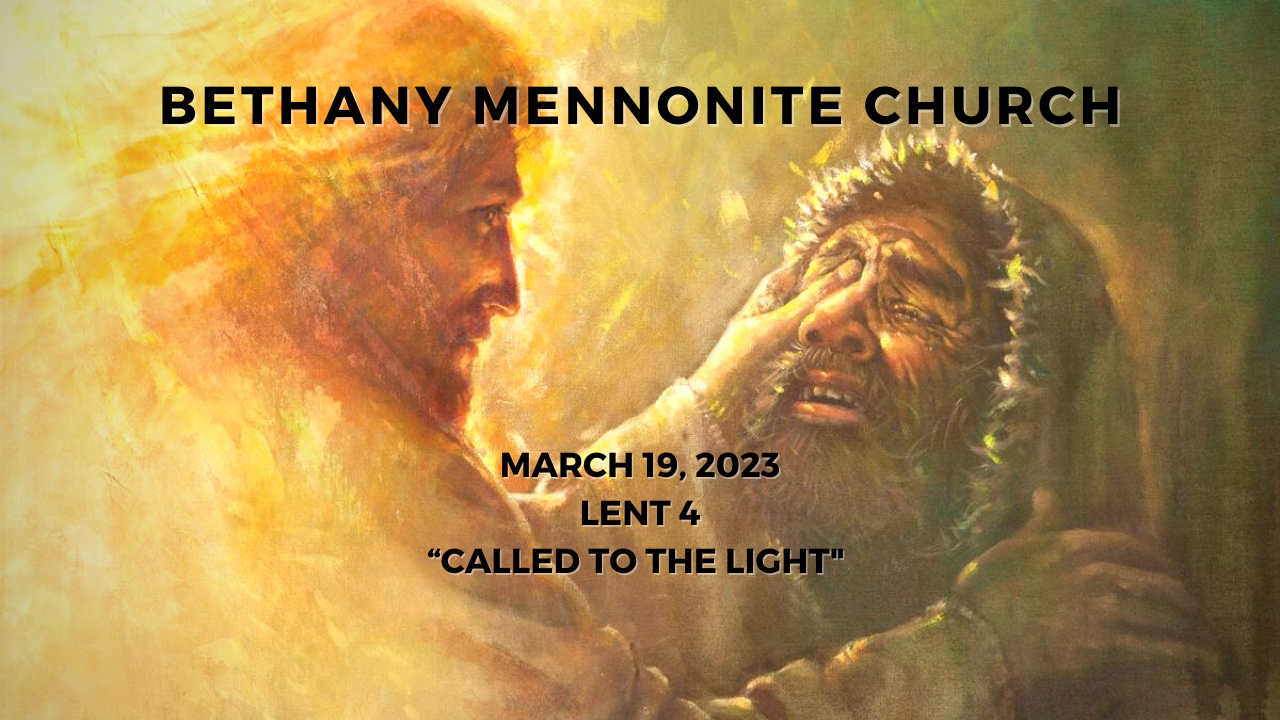 BETHANY MENNONITE CHURCH
MARCH 19, 2023
LENT 4
“CALLED TO THE LIGHT"